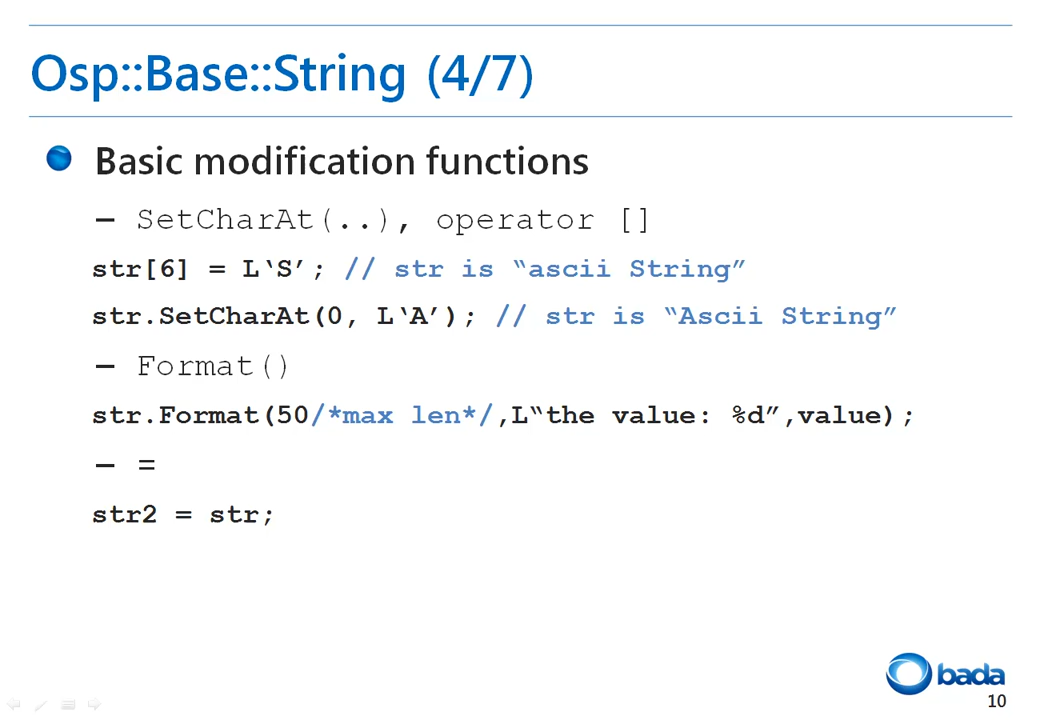 Osp::Base::String (4/7)
Basic modification functions
– SetCharAt(..), operator []
str[6] = L‘S’; // str is “ascii String”
str.SetCharAt(0, L‘A’); // str is “Ascii String”
– Format()
str.Format(50/*max len*/,L“the value: %d”,value);
– =
str2 = str;
bada
10